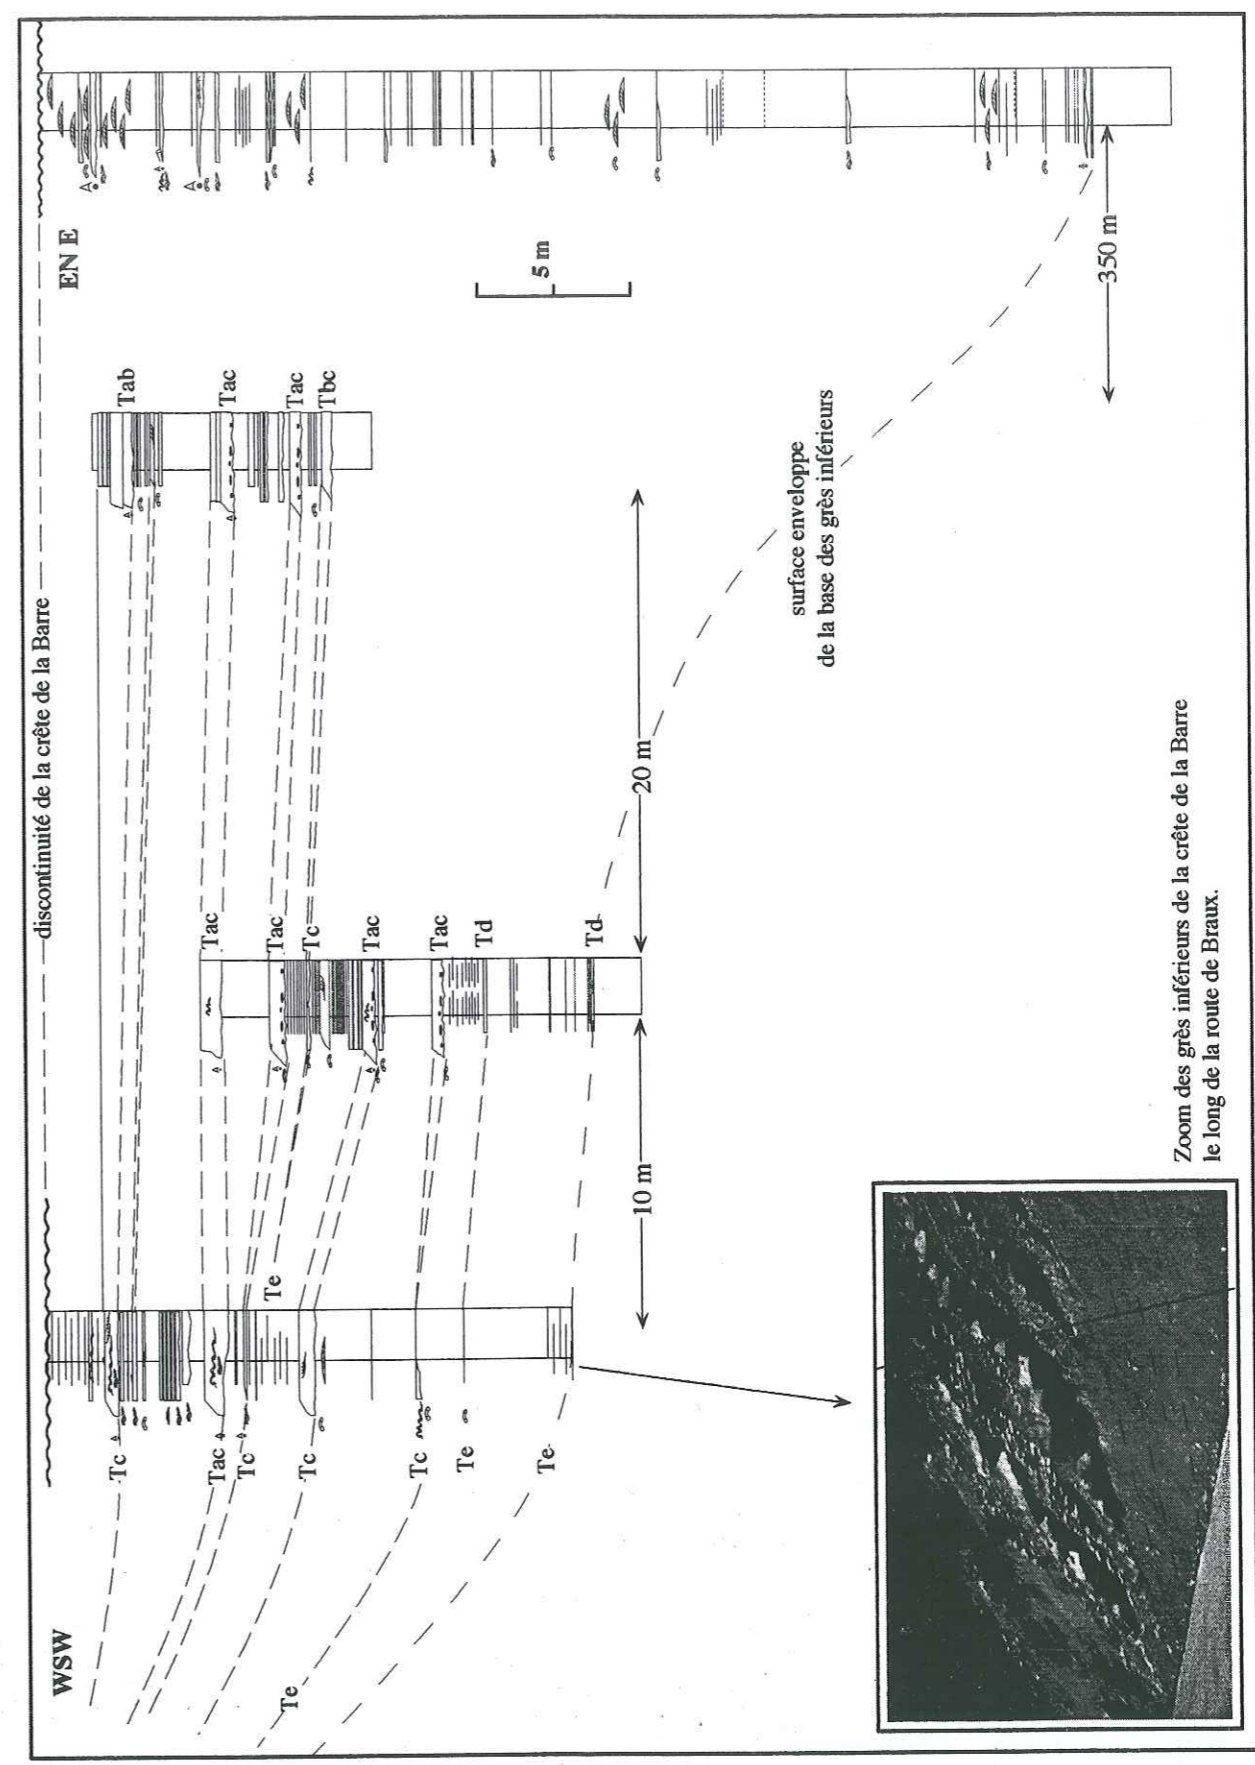 WSW
EN E
discontinuité de la crête de la Barre
Tc
Tac
Tc
Tc
Tc
Te
Te
Te
Te
Tac
Tac
Tc
Tac
Tac
Td
Td
Tab
Tac
Tac
Tbc
5 m
10 m
20 m
350 m
surface enveloppe
de la base des grès inférieurs
Zoom des grès inférieurs de la crête de la Barre
le long de la route de Braux.